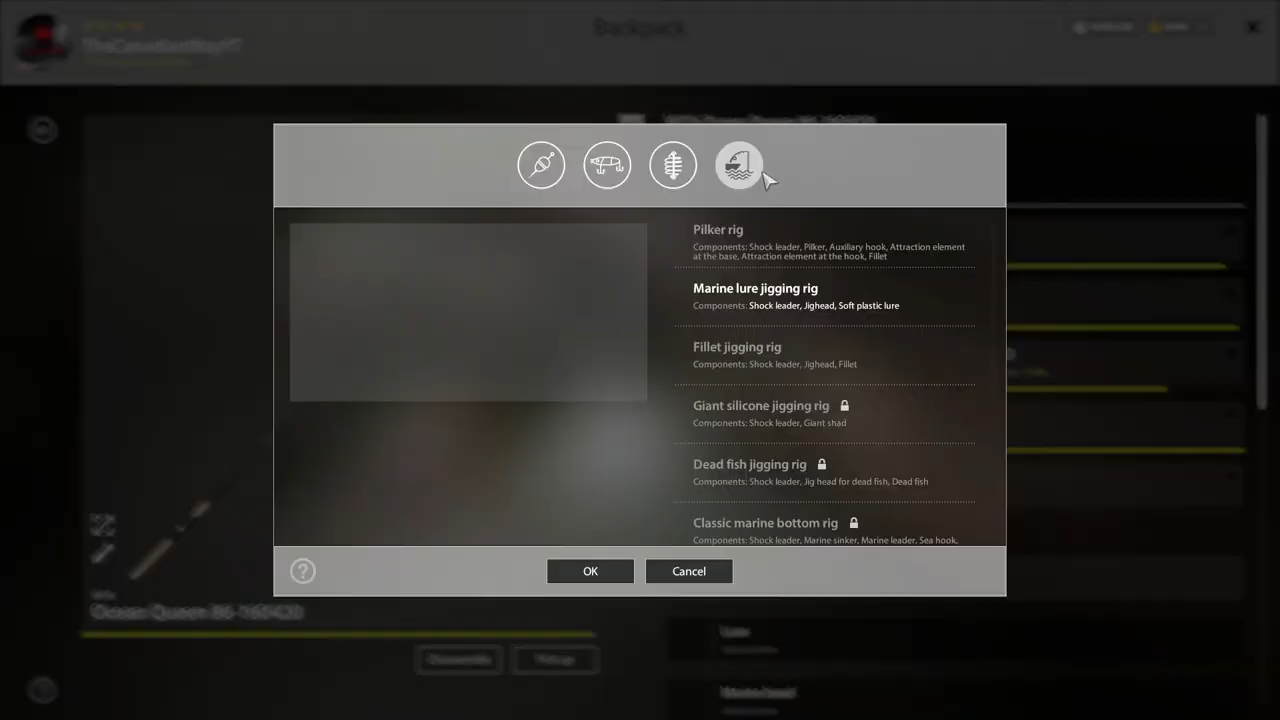 Backpack
Pilker rig
Components: Shock leader, Pilker, Auxiliary hook, Attraction element
at the base, Attraction element at the hook, Fillet
Marine lure jigging rig
Components: Shock leader, Jighead, Soft plastic lure
Fillet jigging rig
Components: Shock leader, Jighead, Fillet
Giant silicone jigging rig
Components: Shock leader, Giant shad
Dead fish jigging rig
Components: Shock leader, Jig head for dead fish, Dead fish
Classic marine bottom rig
Components: Shock leader, Marine sinker, Marine leader, Sea hook,
?
OK
Cancel